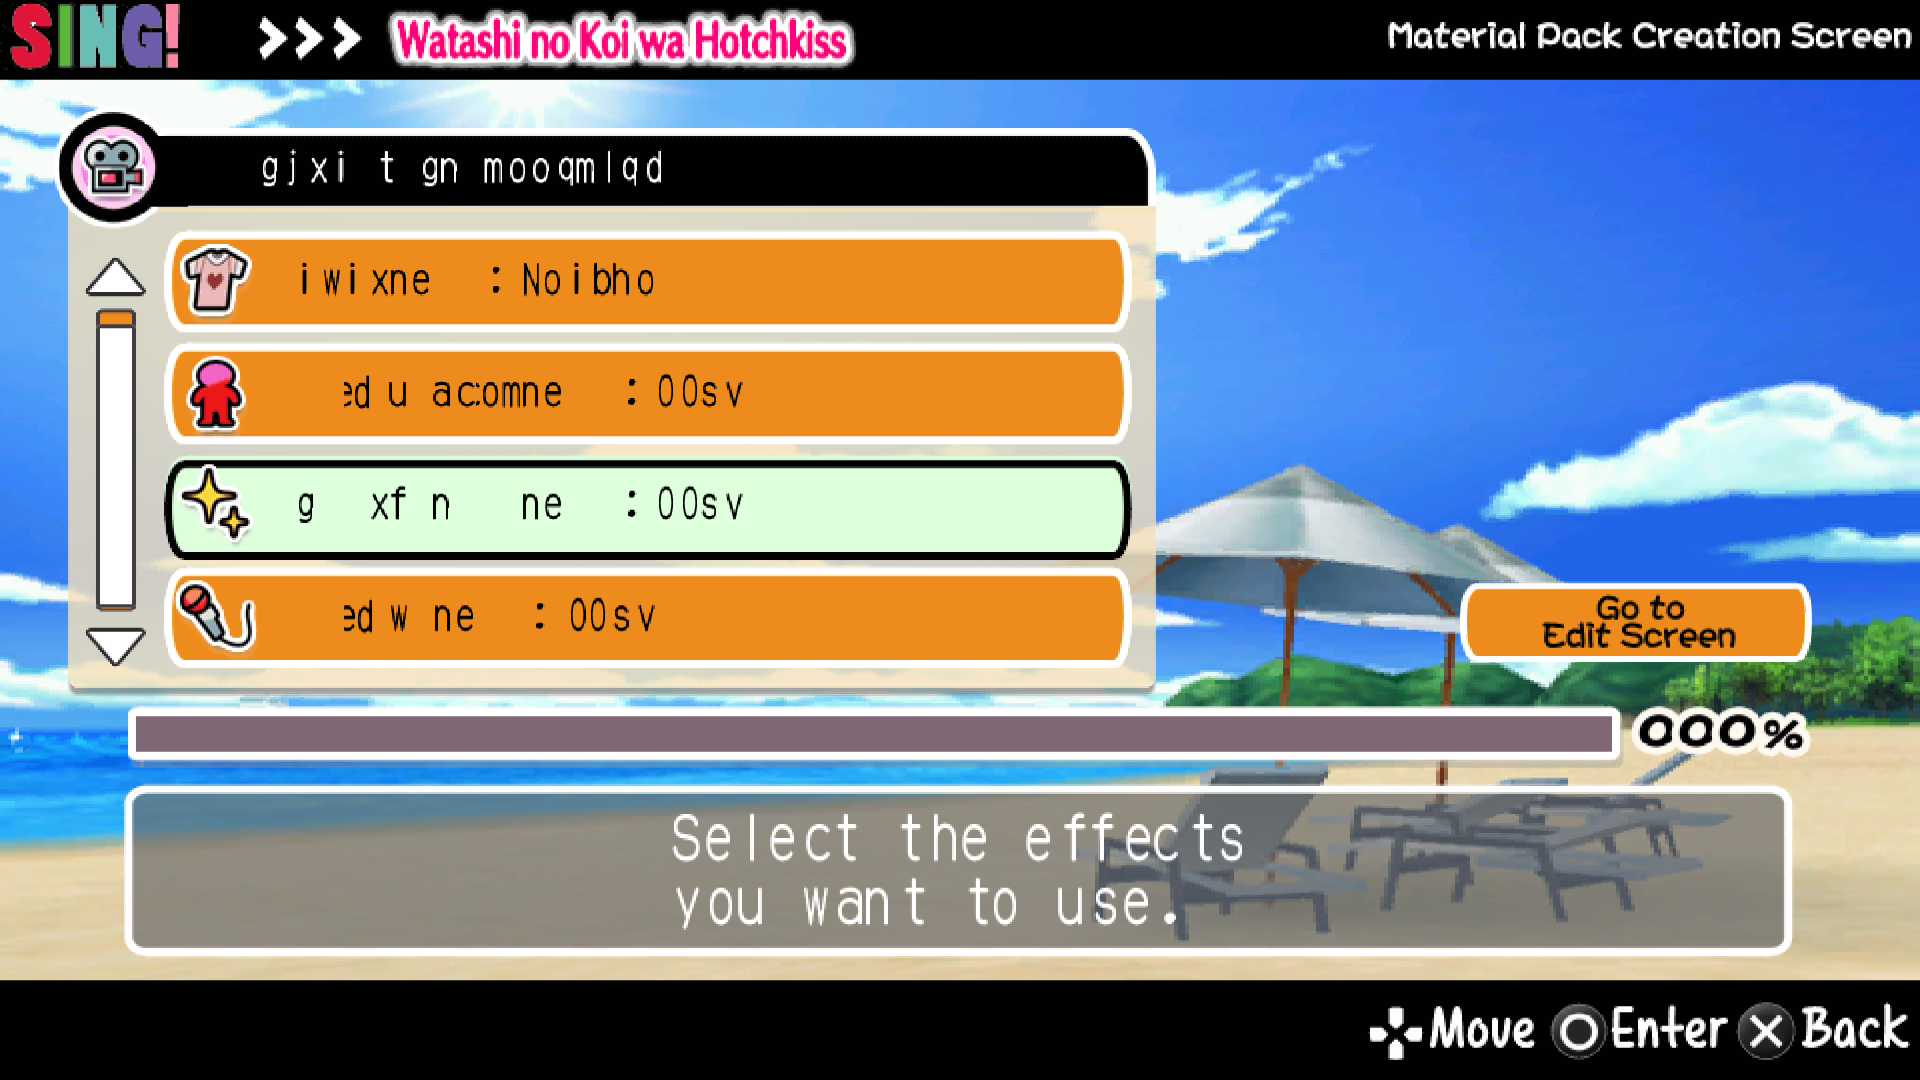 SING!
Watashi no Koi wa Hotchkiss
Material Pack Creation Screen
gjxi t gn mooqmlqd
iwixne : Noibho
ed u acomne : 00sv
g xf n ne : 00sv
ed w ne : 00sv
Go to
Edit Screen
000%
Select the effects
you want to use.
Move Enter Back